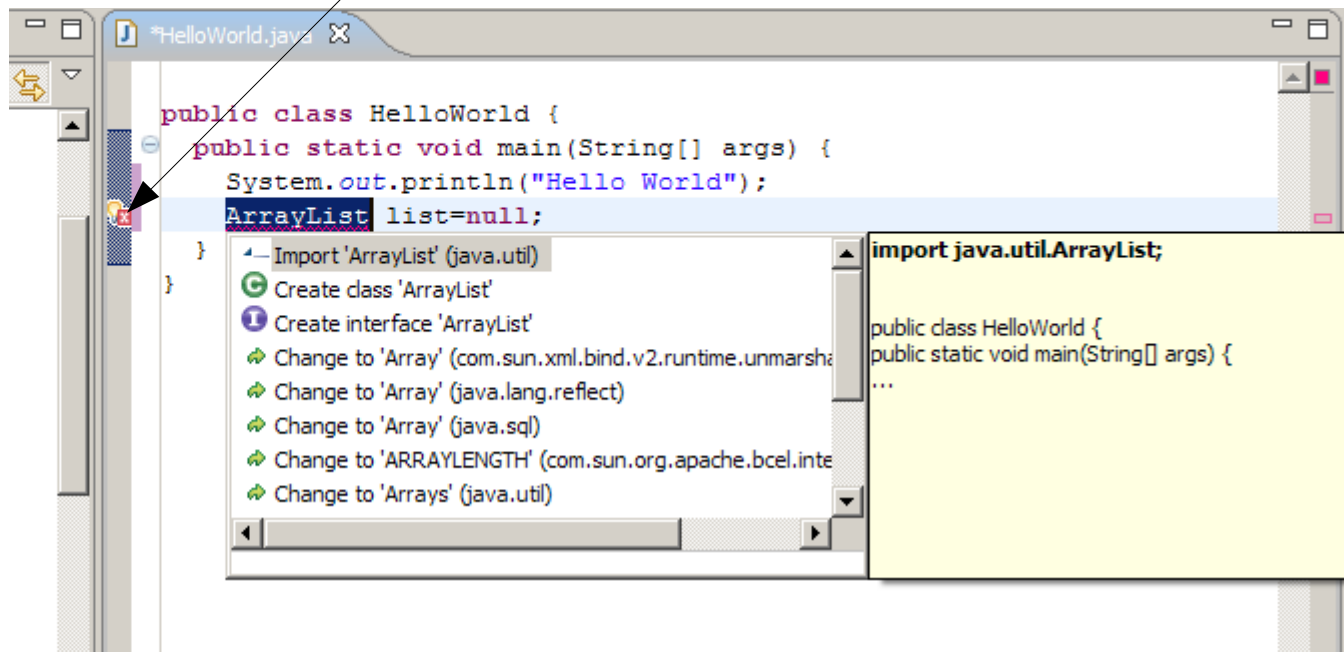 *HelloWorld.java
public class HelloWorld {
public static void main(String[] args) {
System.out.println("Hello World");
ArrayList list=null;
}
}
Import 'ArrayList' (java.util)
Create class 'ArrayList'
Create interface 'ArrayList'
Change to 'Array' (com.sun.xml.bind.v2.runtime.unmarsha
Change to 'Array' (java.lang.reflect)
Change to 'Array' (java.sql)
Change to 'ARRAYLENGTH' (com.sun.org.apache.bcel.inte
Change to 'Arrays' (java.util)
import java.util.ArrayList;
public class HelloWorld {
public static void main(String[] args) {
...